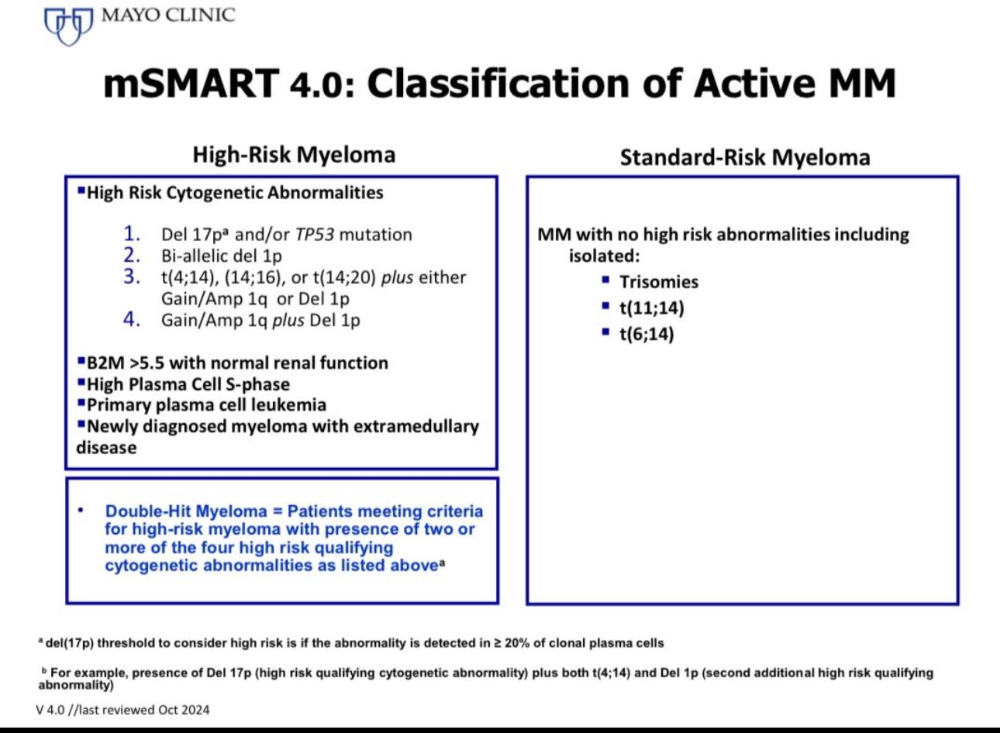 MAYO CLINIC
mSMART 4.0: Classification of Active MM
High-Risk Myeloma
▪High Risk Cytogenetic Abnormalities
1. Del 17pᵃ and/or TP53 mutation
2. Bi-allelic del 1p
3. t(4;14), (14;16), or t(14;20) plus either
Gain/Amp 1q or Del 1p
4. Gain/Amp 1q plus Del 1p
▪B2M >5.5 with normal renal function
▪High Plasma Cell S-phase
▪Primary plasma cell leukemia
▪Newly diagnosed myeloma with extramedullary
disease
• Double-Hit Myeloma = Patients meeting criteria
for high-risk myeloma with presence of two or
more of the four high risk qualifying
cytogenetic abnormalities as listed aboveᵃ
Standard-Risk Myeloma
MM with no high risk abnormalities including
isolated:
▪ Trisomies
▪ t(11;14)
▪ t(6;14)
ᵃ del(17p) threshold to consider high risk is if the abnormality is detected in ≥ 20% of clonal plasma cells
ᵇ For example, presence of Del 17p (high risk qualifying cytogenetic abnormality) plus both t(4;14) and Del 1p (second additional high risk qualifying
abnormality)
V 4.0 //last reviewed Oct 2024